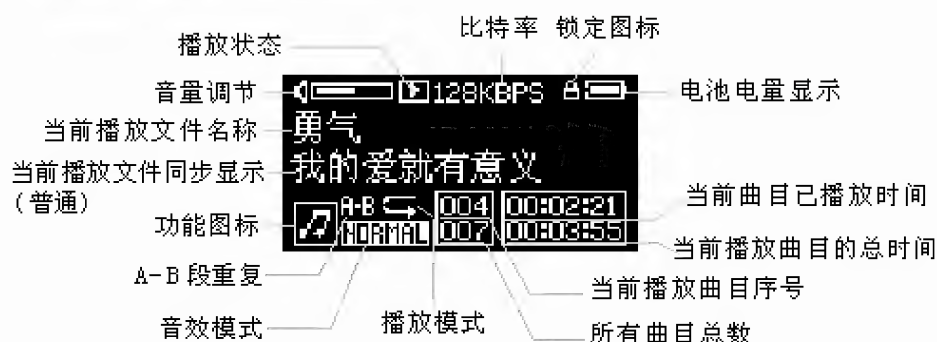 比特率 锁定图标
播放状态
音量调节
128KBPS
电池电量显示
当前播放文件名称
勇气
当前播放文件同步显示
(普通)
我的爱就有意义
当前曲目已播放时间
功能图标
A-B
004
00:02:21
NORMAL
007
00:03:55
当前播放曲目的总时间
A-B段重复
当前播放曲目序号
音效模式
播放模式
所有曲目总数